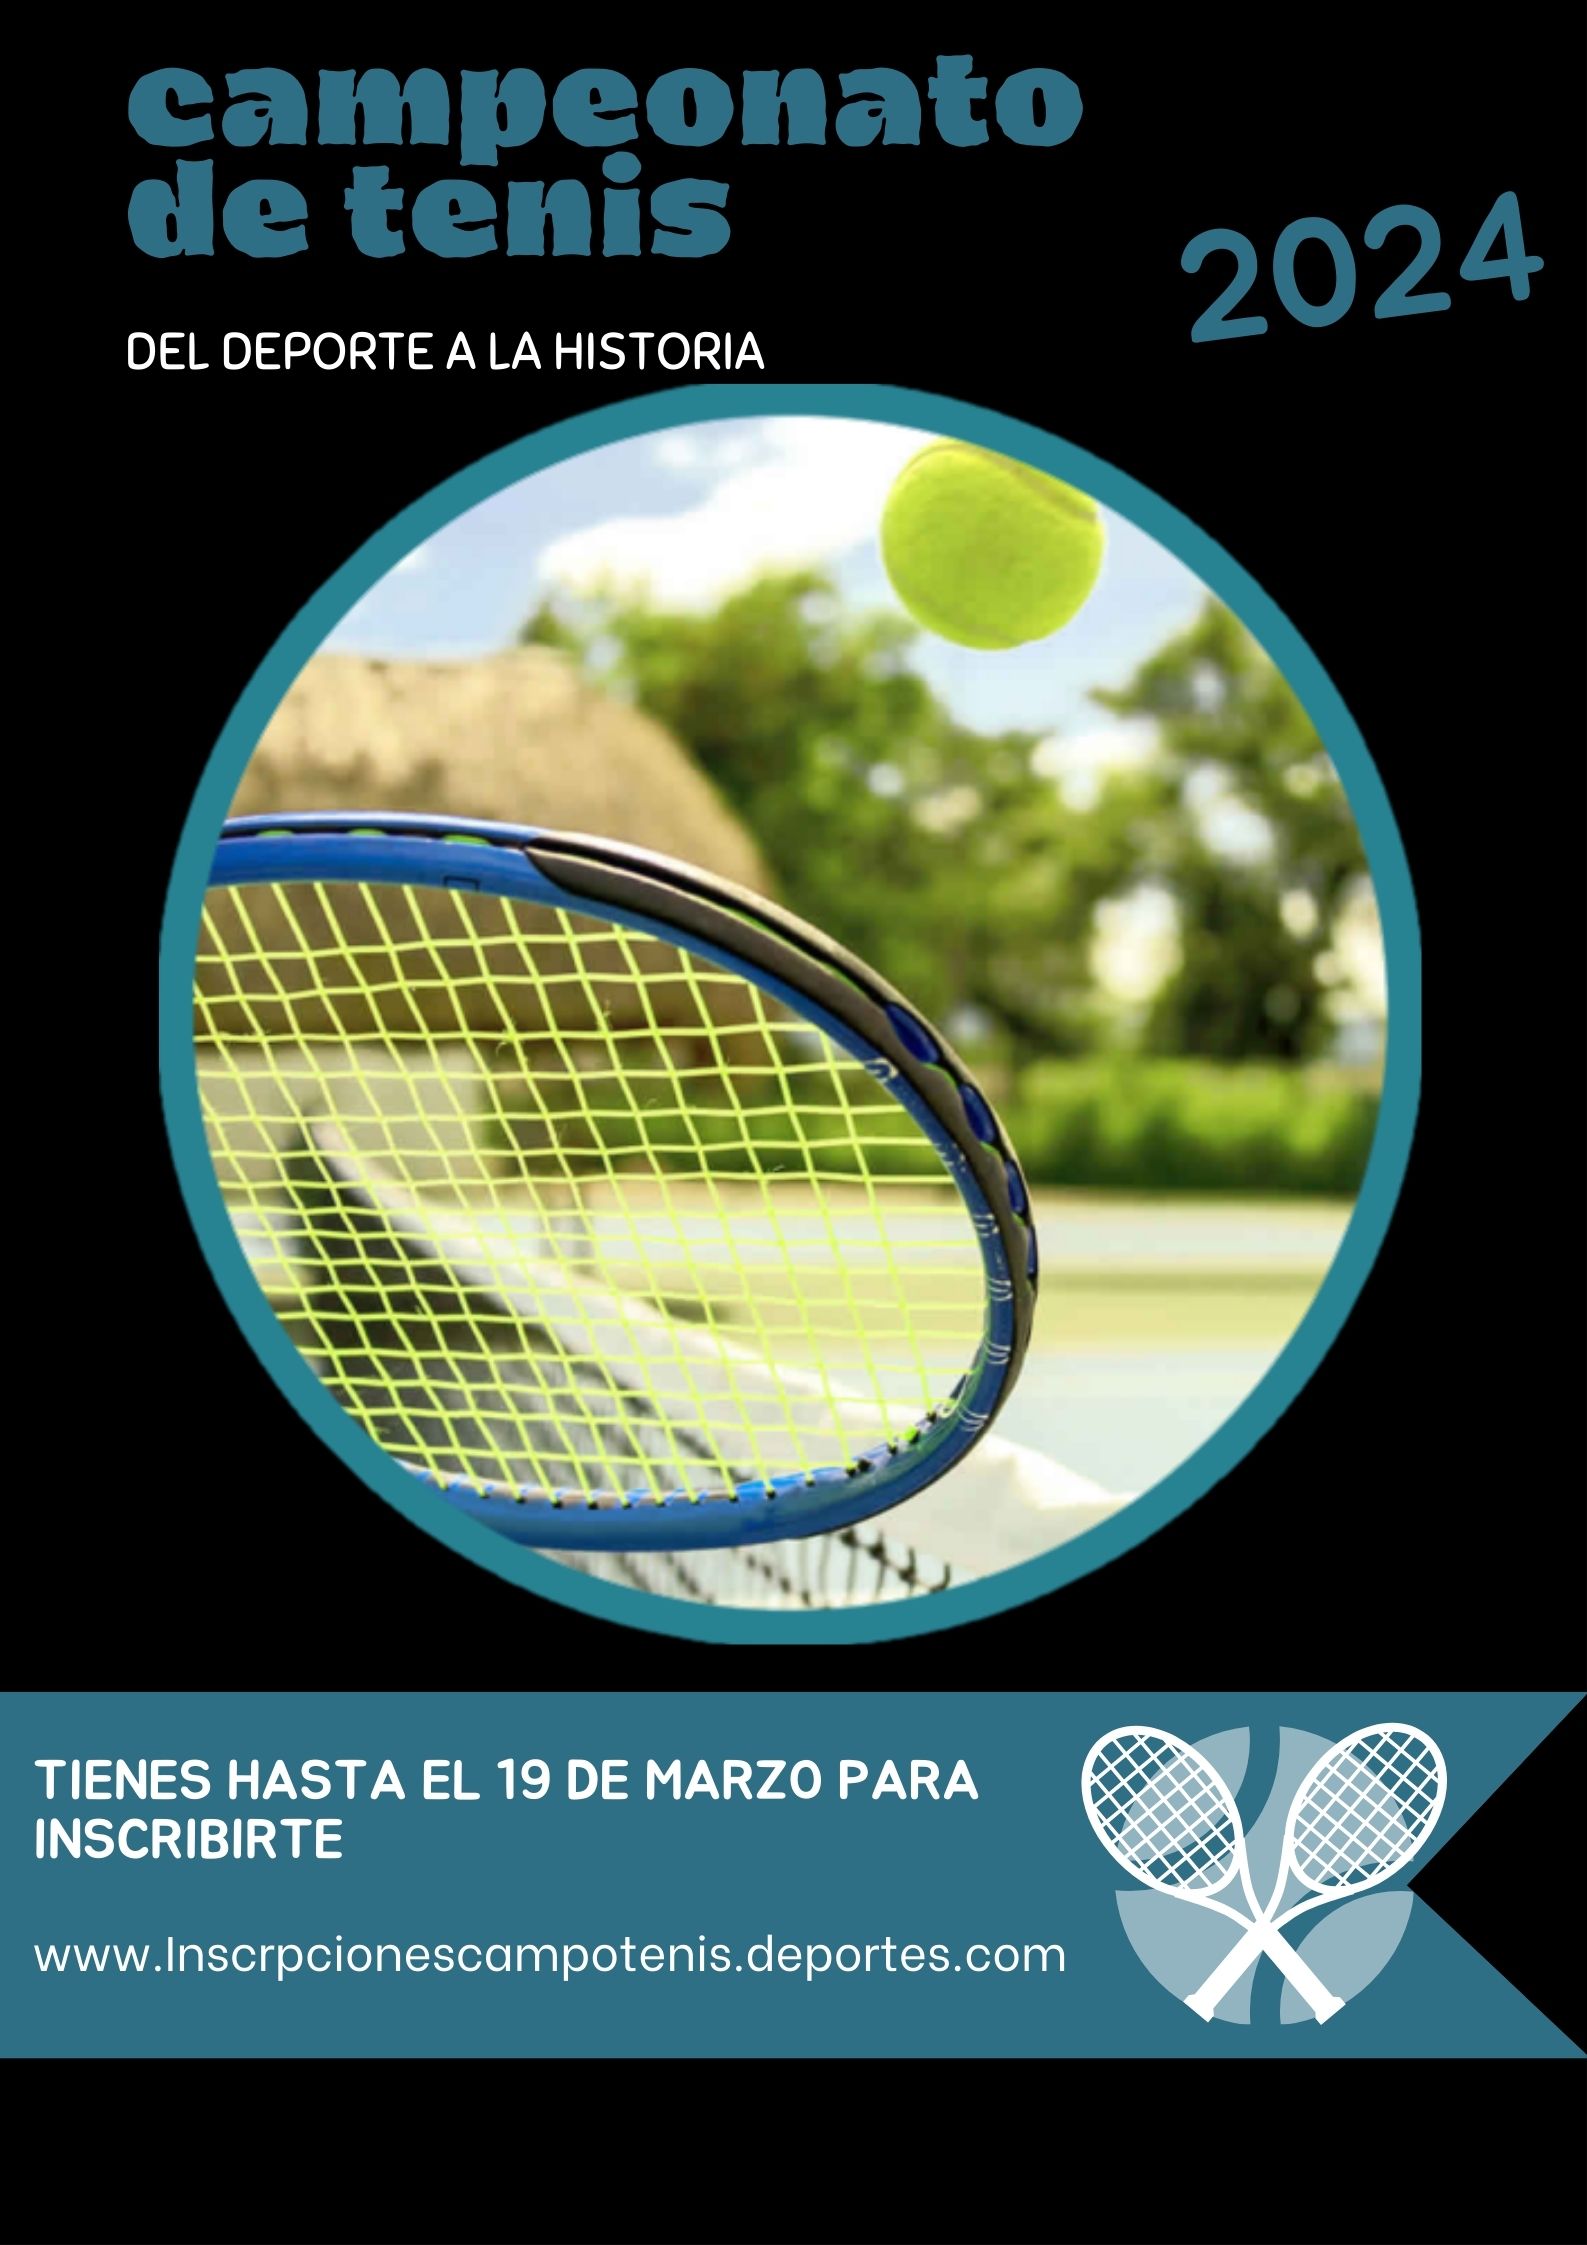 campeonato
de tenis
2024
DEL DEPORTE A LA HISTORIA
TIENES HASTA EL 19 DE MARZO PARA
INSCRIBIRTE
www.Inscrpcionescampotenis.deportes.com